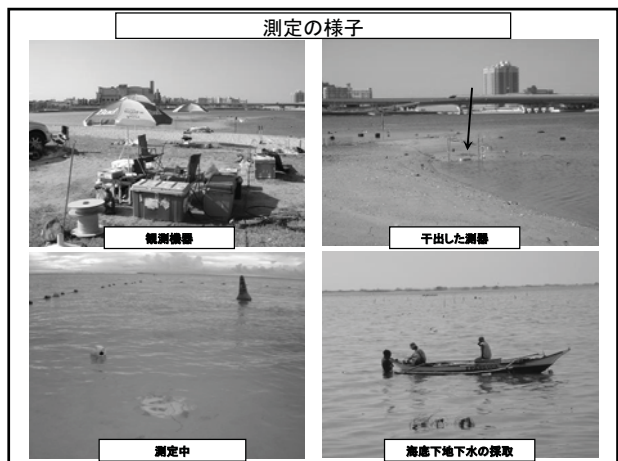 測定の様子
観測機器
干出した測器
測定中
海底下地下水の採取